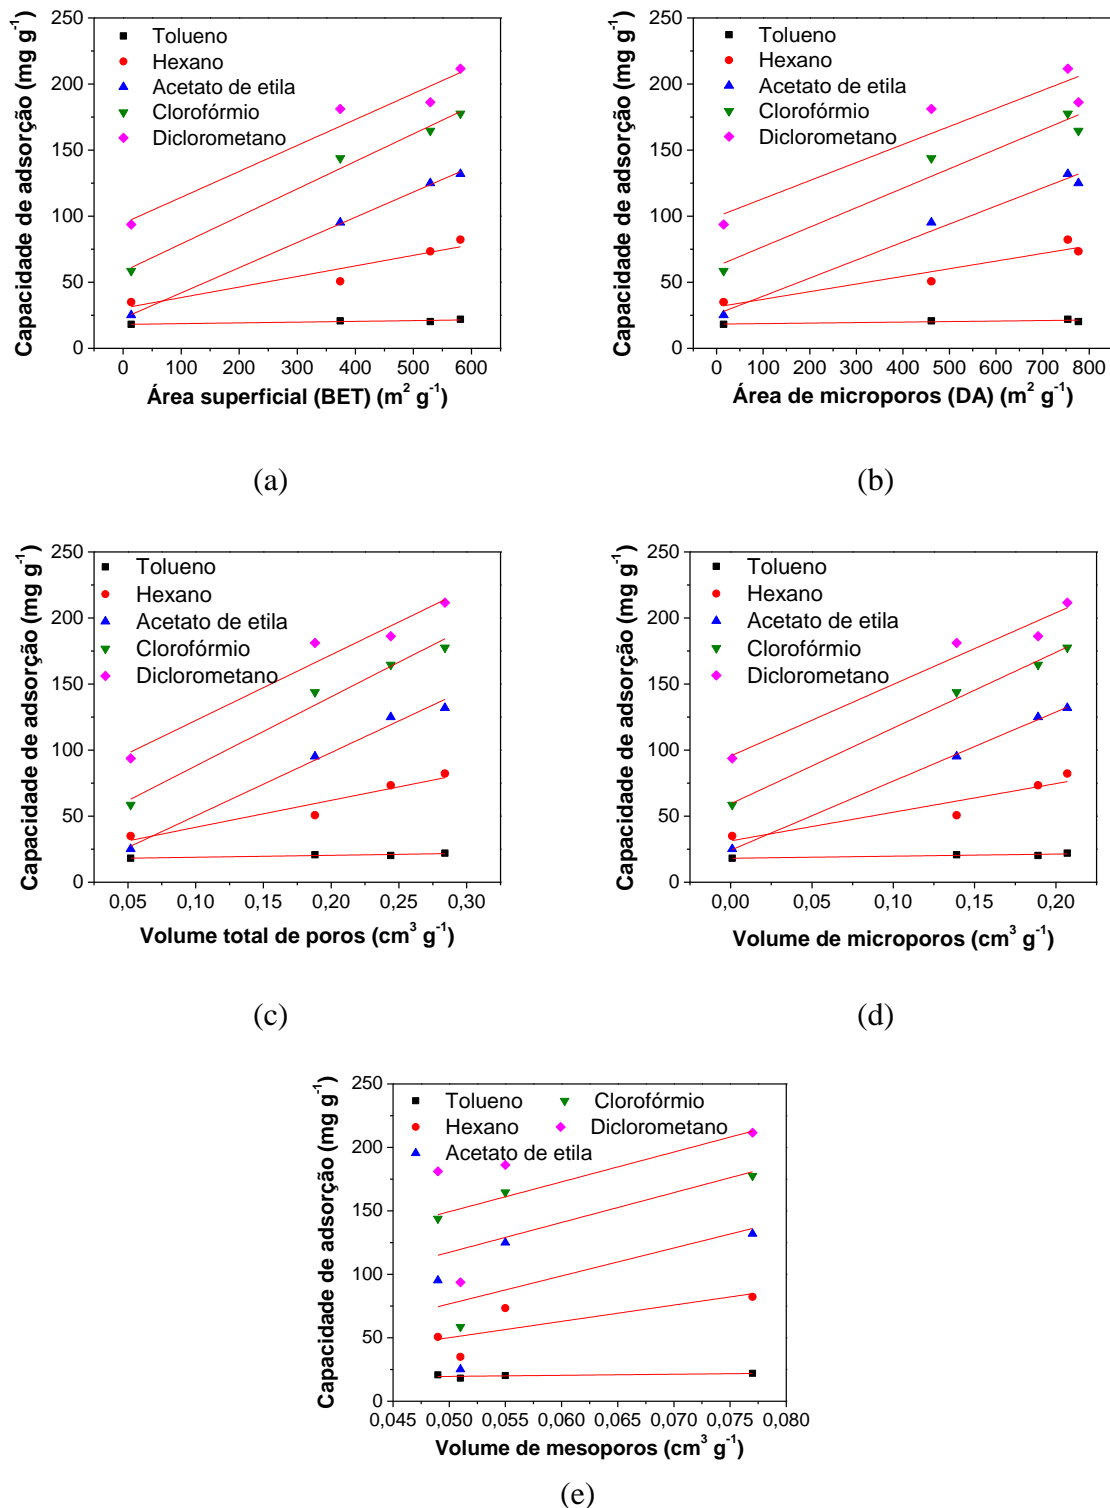 Capacidade de adsorção (mg g⁻¹)
250
200
150
100
50
0
Tolueno
Hexano
Acetato de etila
Clorofórmio
Diclorometano
0 100 200 300 400 500 600
Área superficial (BET) (m² g⁻¹)
(a)
Capacidade de adsorção (mg g⁻¹)
250
200
150
100
50
0
Tolueno
Hexano
Acetato de etila
Clorofórmio
Diclorometano
0 100 200 300 400 500 600 700 800
Área de microporos (DA) (m² g⁻¹)
(b)
Capacidade de adsorção (mg g⁻¹)
250
200
150
100
50
0
Tolueno
Hexano
Acetato de etila
Clorofórmio
Diclorometano
0,05 0,10 0,15 0,20 0,25 0,30
Volume total de poros (cm³ g⁻¹)
(c)
Capacidade de adsorção (mg g⁻¹)
250
200
150
100
50
0
Tolueno
Hexano
Acetato de etila
Clorofórmio
Diclorometano
0,00 0,05 0,10 0,15 0,20
Volume de microporos (cm³ g⁻¹)
(d)
Capacidade de adsorção (mg g⁻¹)
250
200
150
100
50
0
Tolueno Clorofórmio
Hexano Diclorometano
Acetato de etila
0,045 0,050 0,055 0,060 0,065 0,070 0,075 0,080
Volume de mesoporos (cm³ g⁻¹)
(e)